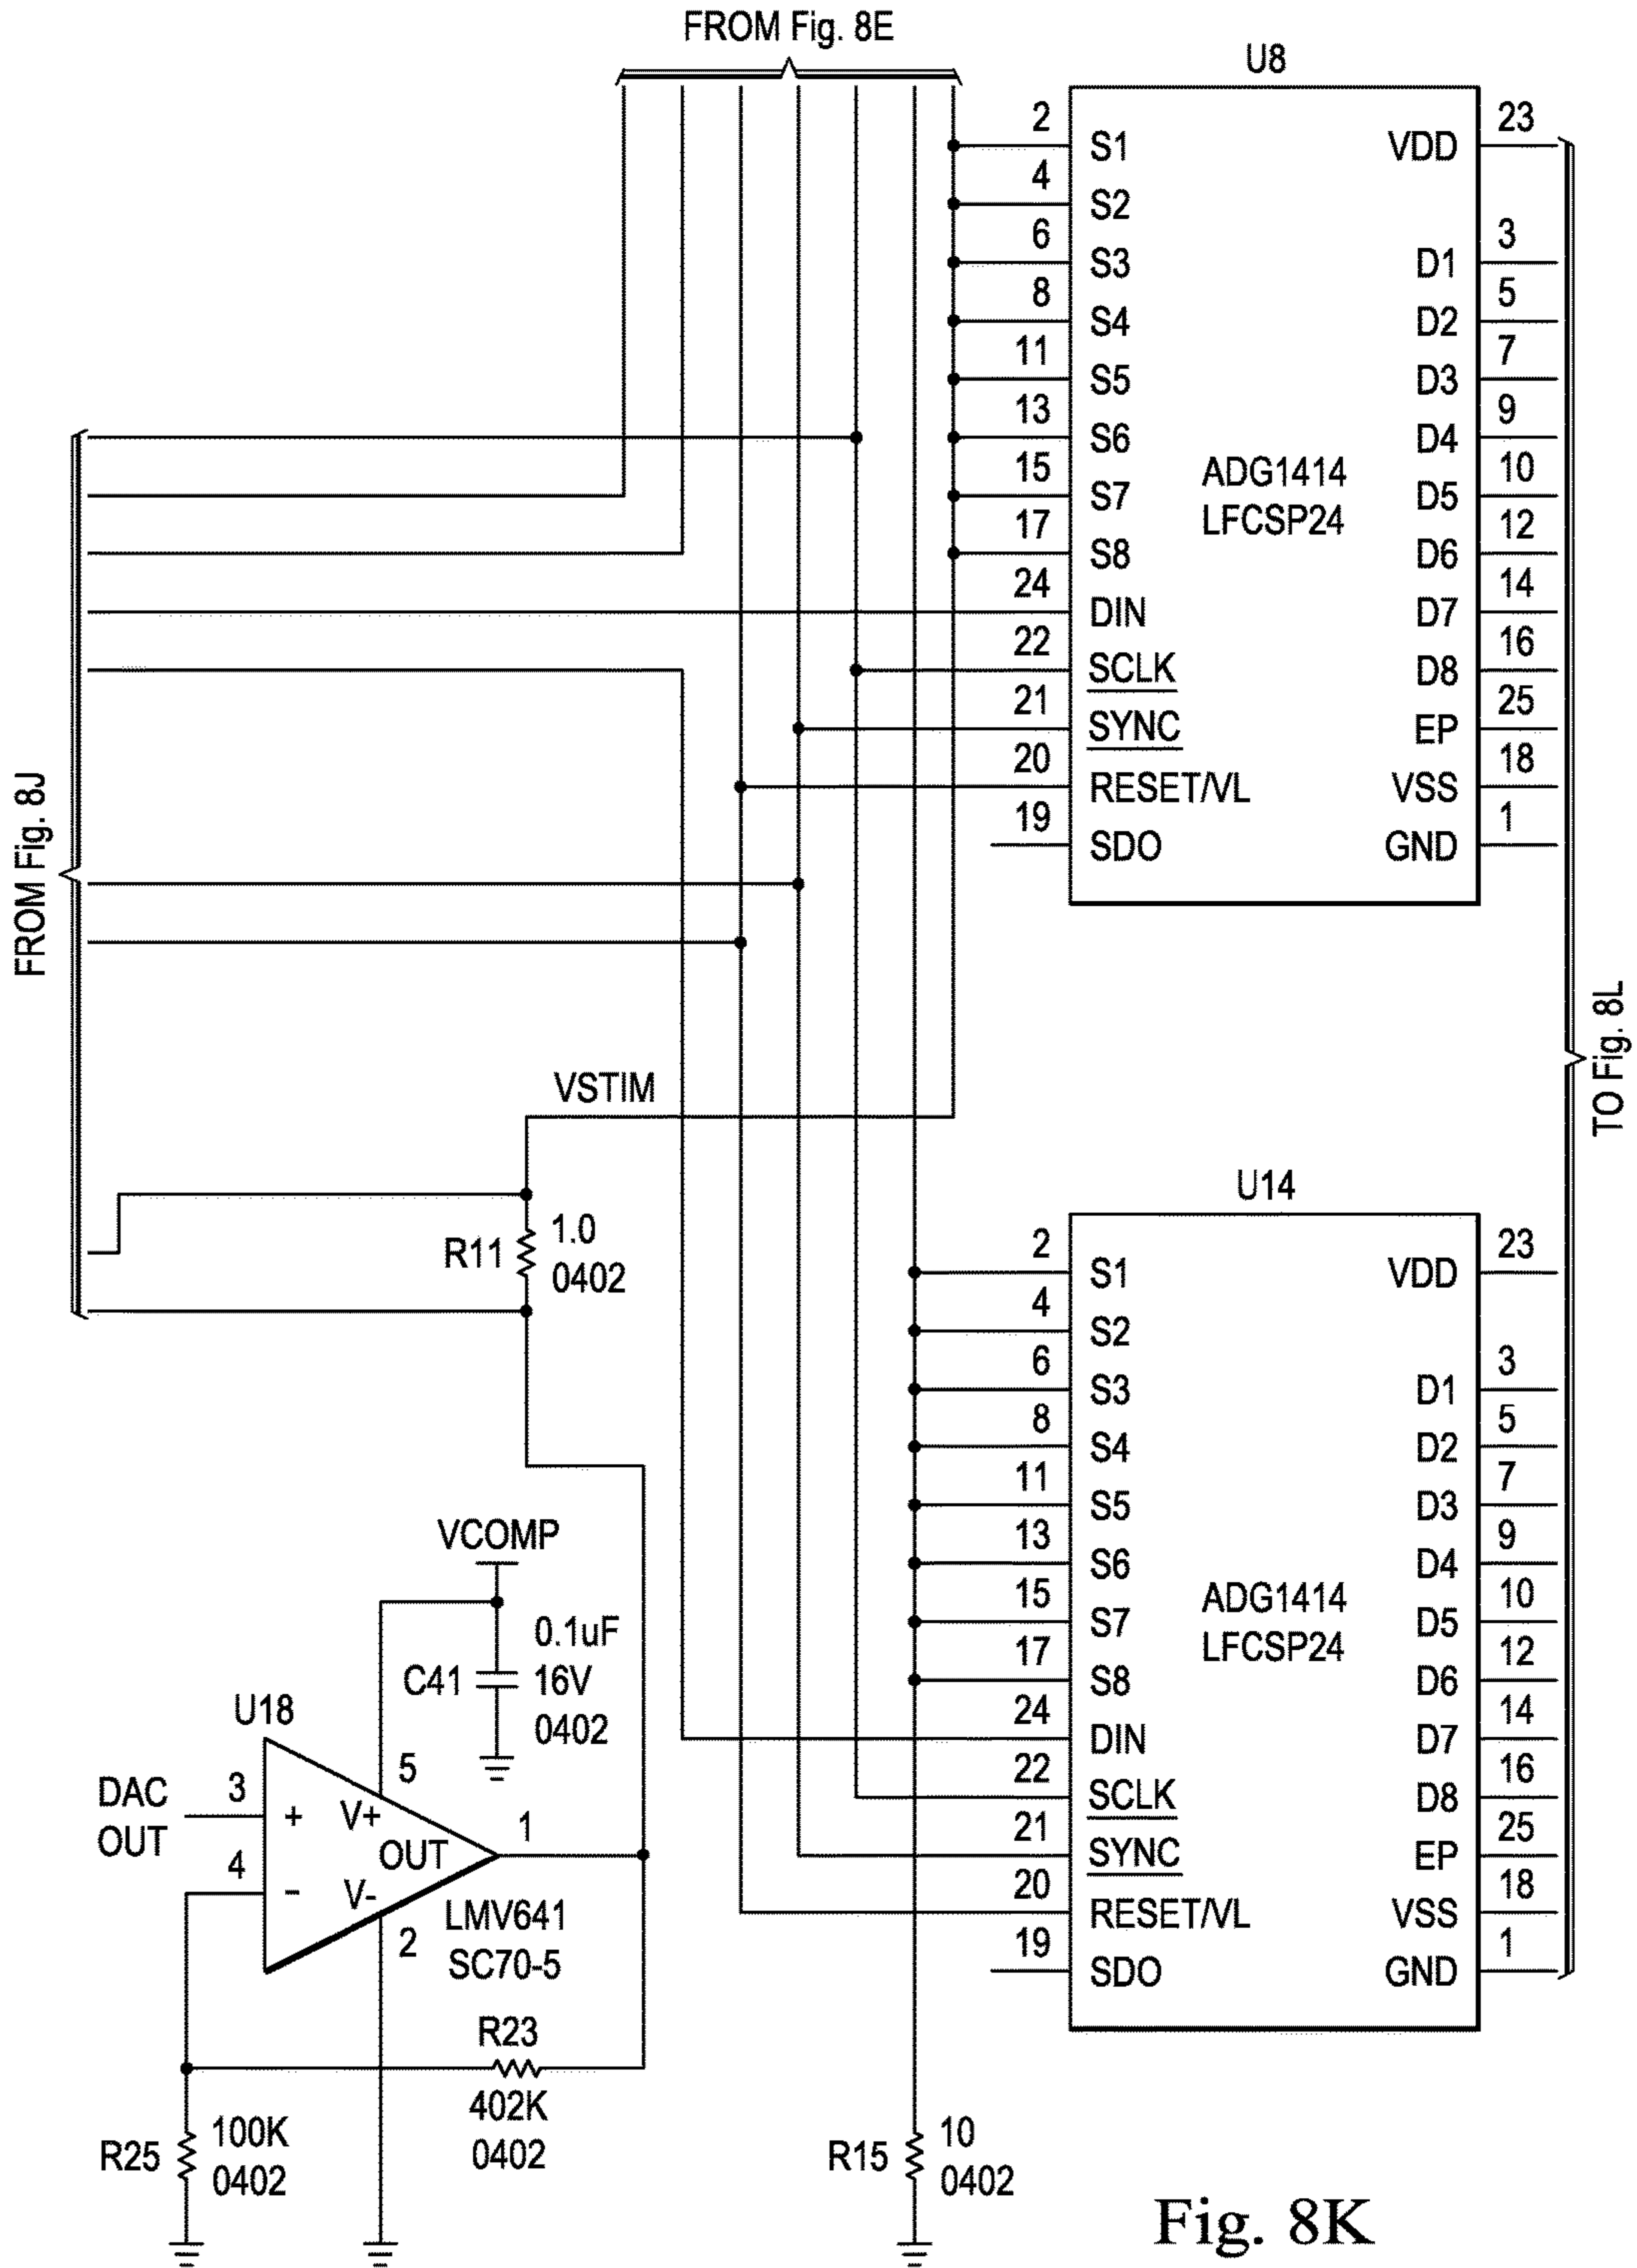 FROM Fig. 8E
U8
2 S1 VDD 23
4 S2
6 S3 D1 3
8 S4 D2 5
11 S5 D3 7
13 S6 D4 9
ADG1414
15 S7 D5 10
LFCSP24
17 S8 D6 12
24 DIN D7 14
22 SCLK D8 16
21 SYNC EP 25
20 RESET/VL VSS 18
19 SDO GND 1
FROM Fig. 8J
TO Fig. 8L
VSTIM
R11 1.0
0402
U14
2 S1 VDD 23
4 S2
6 S3 D1 3
8 S4 D2 5
11 S5 D3 7
13 S6 D4 9
ADG1414
15 S7 D5 10
LFCSP24
17 S8 D6 12
24 DIN D7 14
22 SCLK D8 16
21 SYNC EP 25
20 RESET/VL VSS 18
19 SDO GND 1
VCOMP
0.1uF
C41 16V
0402
U18
5
DAC
OUT
3 + V+
OUT 1
4 - V-
2
LMV641
SC70-5
R23
402K
0402
R25 100K
0402
R15 10
0402
Fig. 8K